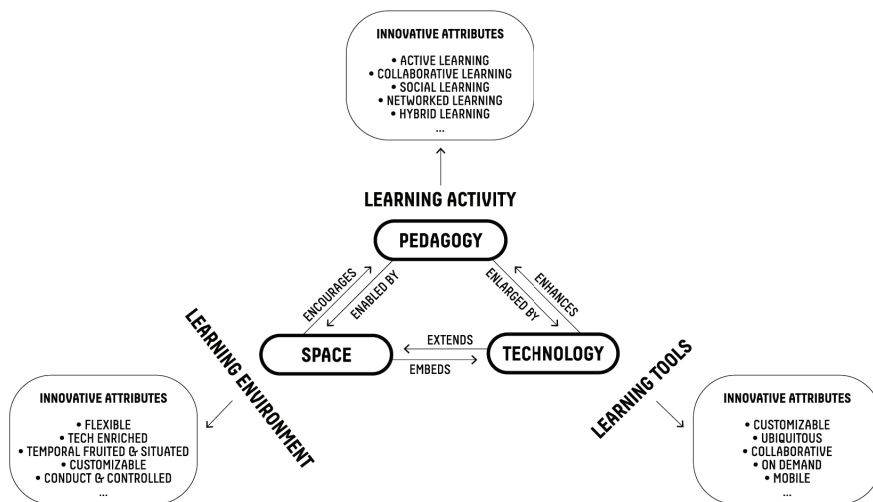 INNOVATIVE ATTRIBUTES
• ACTIVE LEARNING
• COLLABORATIVE LEARNING
• SOCIAL LEARNING
• NETWORKED LEARNING
• HYBRID LEARNING
...
LEARNING ACTIVITY
PEDAGOGY
ENCOURAGES
ENABLED BY
ENLARGED BY
ENHANCES
SPACE
EXTENDS
EMBEDS
TECHNOLOGY
LEARNING ENVIRONMENT
LEARNING TOOLS
INNOVATIVE ATTRIBUTES
• FLEXIBLE
• TECH ENRICHED
• TEMPORAL FRUITED & SITUATED
• CUSTOMIZABLE
• CONDUCT & CONTROLLED
...
INNOVATIVE ATTRIBUTES
• CUSTOMIZABLE
• UBIQUITOUS
• COLLABORATIVE
• ON DEMAND
• MOBILE
...